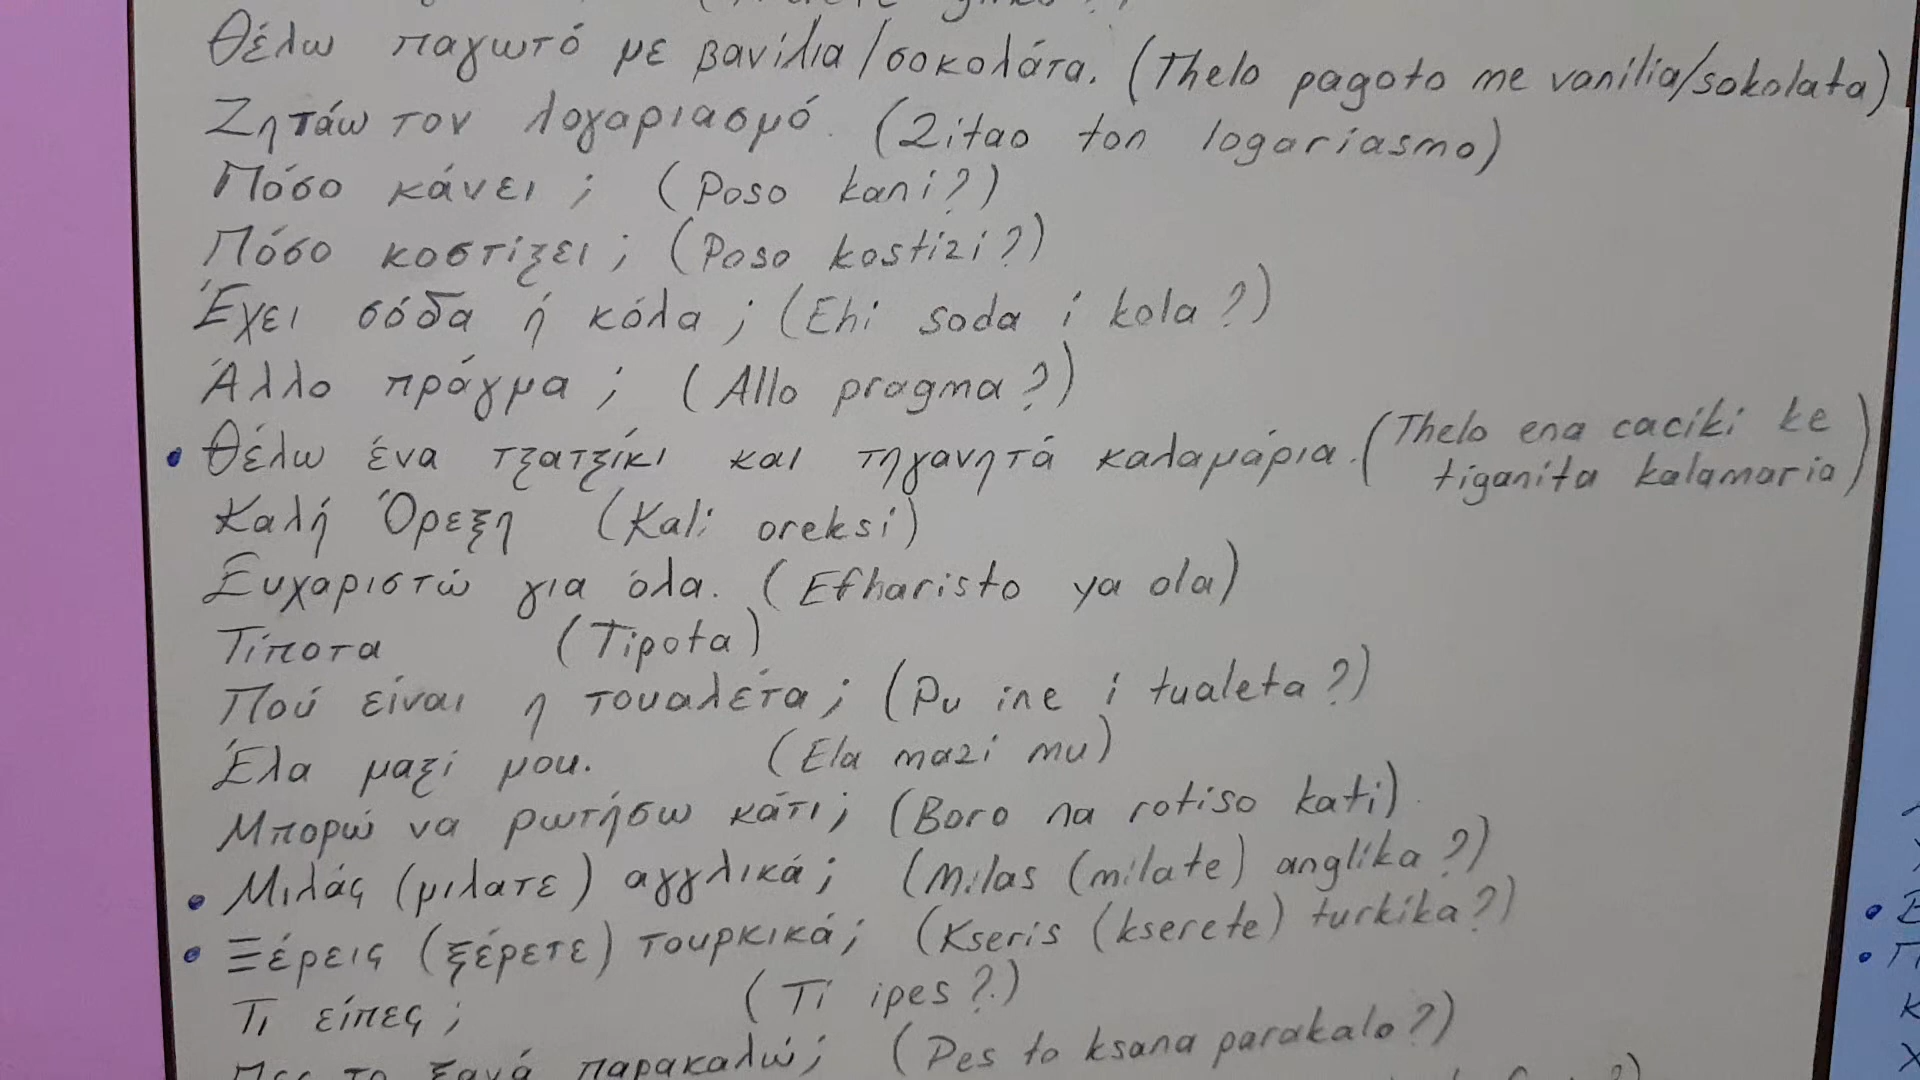 Θέλω παγωτό με βανίλια/σοκολάτα. (Thelo pagoto me vanilia/sokolata)
Ζητάω τον λογαριασμό. (Zitao ton logariasmo)
Πόσο κάνει; (Poso kani?)
Πόσο κοστίζει; (Poso kostizi?)
Έχει σόδα ή κόλα; (Ehi soda i kola?)
Άλλο πράγμα; (Allo pragma?)
• Θέλω ένα τζατζίκι και τηγανητά καλαμάρια. (Thelo ena caciki ke
tiganita kalamaria)
Καλή Όρεξη (Kali oreksi)
Ευχαριστώ για όλα. (Efharisto ya ola)
Τίποτα (Tipota)
Πού είναι η τουαλέτα; (Pu ine i tualeta?)
Έλα μαζί μου. (Ela mazi mu)
Μπορώ να ρωτήσω κάτι; (Boro na rotiso kati)
• Μιλάς (μιλατε) αγγλικά; (Milas (milate) anglika?)
• Ξέρεις (ξέρετε) τουρκικά; (Kseris (kserete) turkika?)
Τι είπες; (Ti ipes?)
Πες το ξανά παρακαλώ; (Pes to ksana parakalo?)